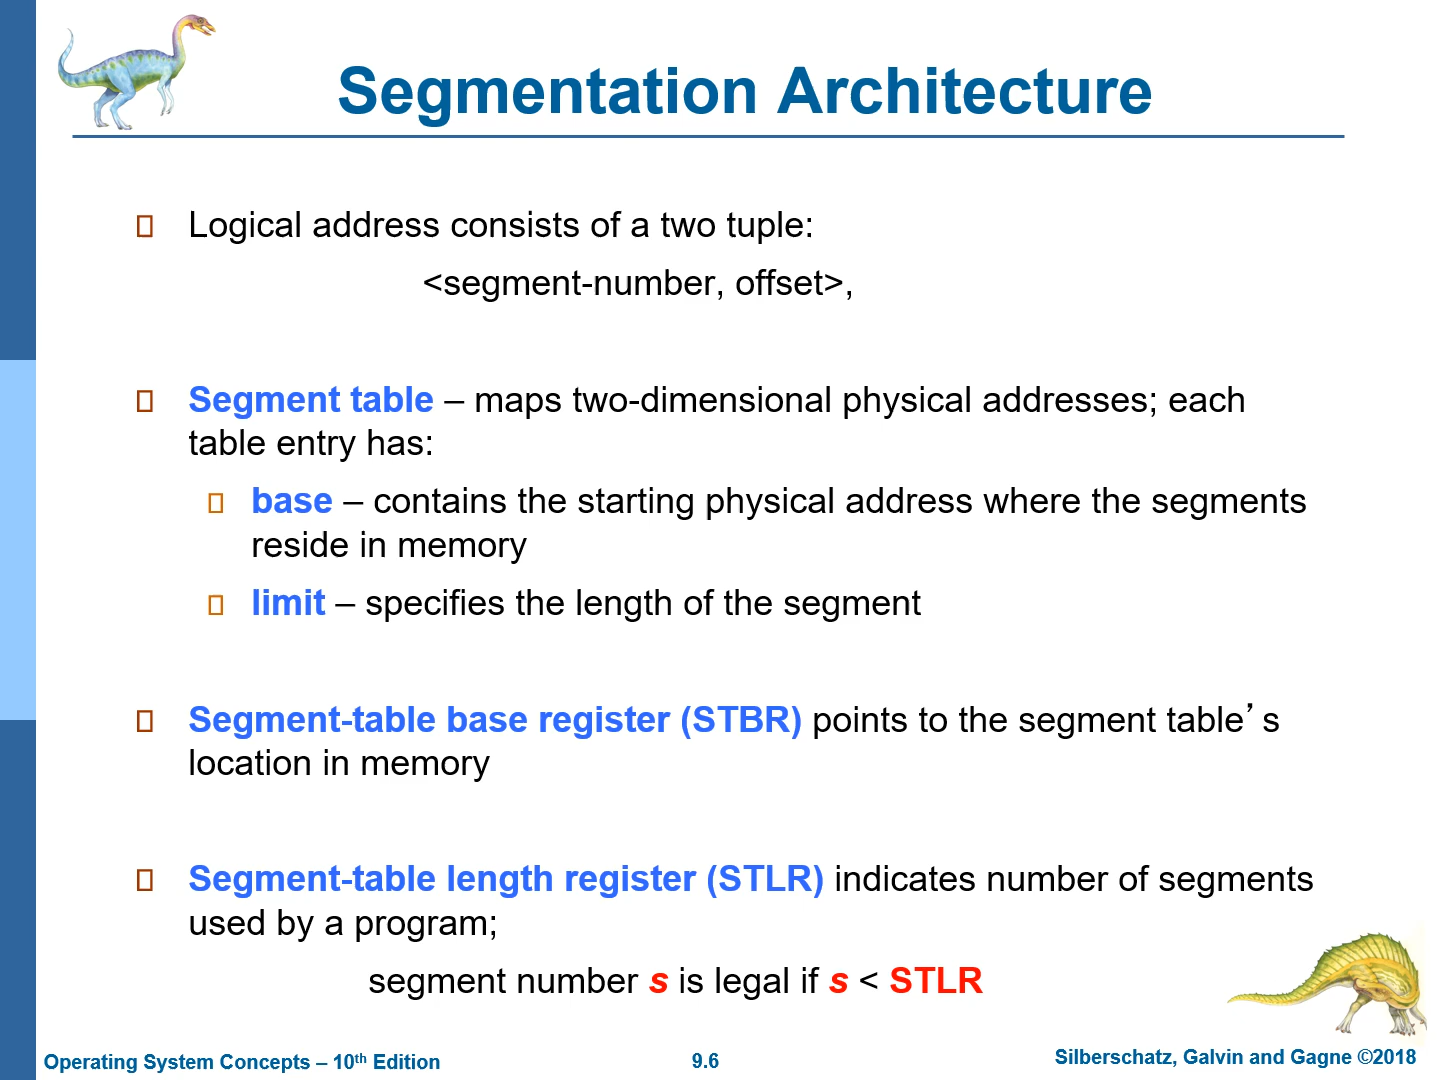 Segmentation Architecture
Logical address consists of a two tuple:
<segment-number, offset>,
Segment table – maps two-dimensional physical addresses; each
table entry has:
base – contains the starting physical address where the segments
reside in memory
limit – specifies the length of the segment
Segment-table base register (STBR) points to the segment table’s
location in memory
Segment-table length register (STLR) indicates number of segments
used by a program;
segment number s is legal if s < STLR
Operating System Concepts – 10th Edition
9.6
Silberschatz, Galvin and Gagne ©2018